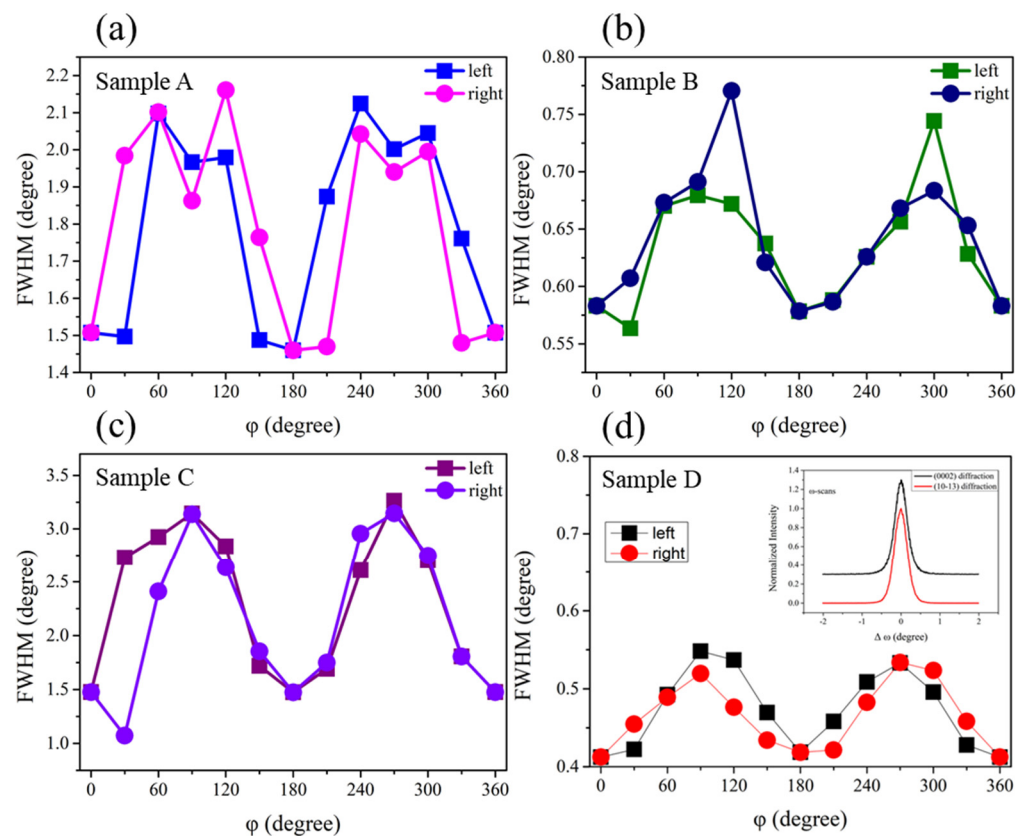 (a)
Sample A
left
right
2.2
2.1
2.0
1.9
1.8
1.7
1.6
1.5
1.4
FWHM (degree)
0 60 120 180 240 300 360
φ (degree)
(b)
Sample B
left
right
0.80
0.75
0.70
0.65
0.60
0.55
FWHM (degree)
0 60 120 180 240 300 360
φ (degree)
(c)
Sample C
left
right
3.5
3.0
2.5
2.0
1.5
1.0
FWHM (degree)
0 60 120 180 240 300 360
φ (degree)
(d)
Sample D
left
right
0.8
0.7
0.6
0.5
0.4
FWHM (degree)
0 60 120 180 240 300 360
φ (degree)
ω-scans
(0002) diffraction
(10-13) diffraction
1.4
1.2
1.0
0.8
0.6
0.4
0.2
0.0
Normalized Intensity
-2 -1 0 1 2
Δ ω (degree)